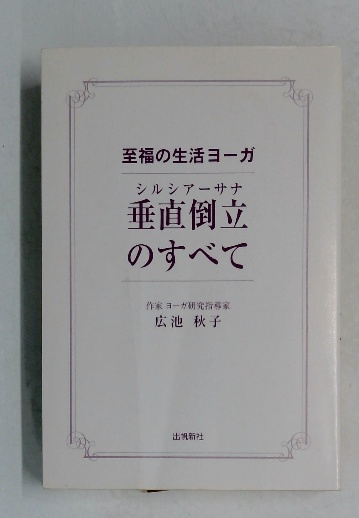 至福の生活ヨーガ
シルシアーサナ
垂直倒立
のすべて
作家 ヨーガ研究指導家
広池 秋子
出帆新社